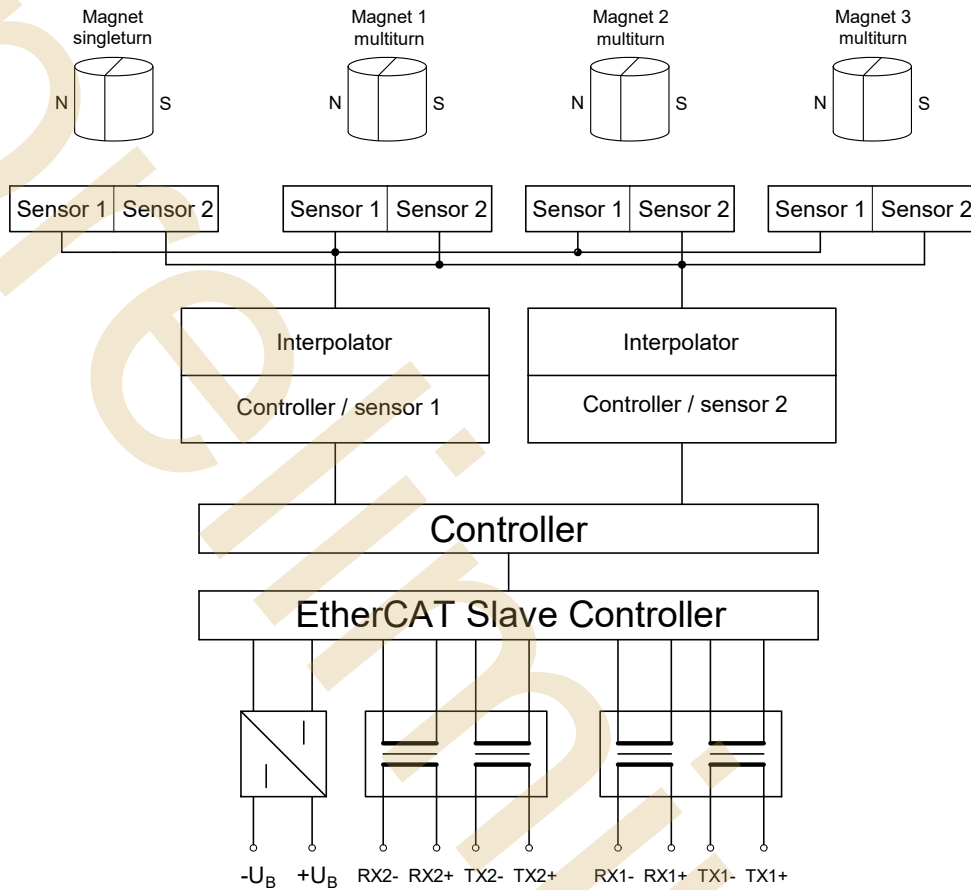 Magnet
singleturn
Magnet 1
multiturn
Magnet 2
multiturn
Magnet 3
multiturn
N S N S N S N S
Sensor 1 Sensor 2 Sensor 1 Sensor 2 Sensor 1 Sensor 2 Sensor 1 Sensor 2
Interpolator Interpolator
Controller / sensor 1 Controller / sensor 2
Controller
EtherCAT Slave Controller
-UB +UB RX2- RX2+ TX2- TX2+ RX1- RX1+ TX1- TX1+